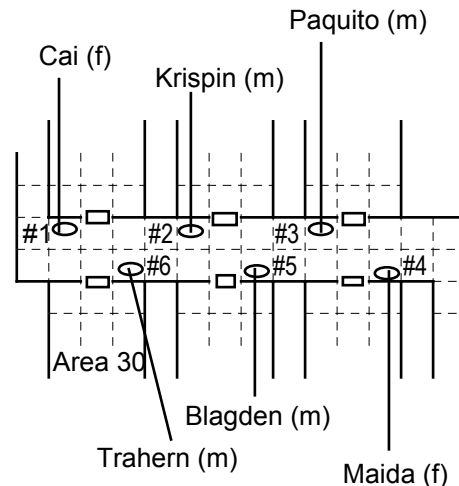 Paquito (m)
Cai (f)
Krispin (m)
#1 #2 #3
#6 #5 #4
Area 30
Blagden (m)
Trahern (m)
Maida (f)